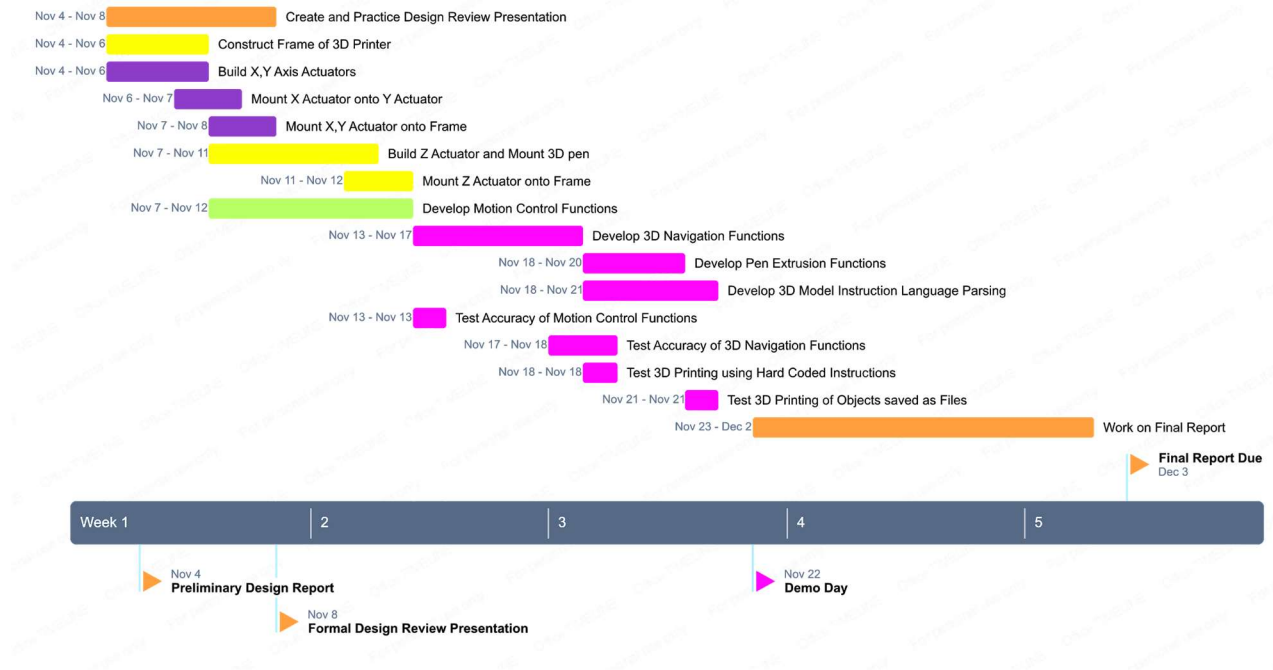 Nov 4 - Nov 8 Create and Practice Design Review Presentation
Nov 4 - Nov 6 Construct Frame of 3D Printer
Nov 4 - Nov 6 Build X,Y Axis Actuators
Nov 6 - Nov 7 Mount X Actuator onto Y Actuator
Nov 7 - Nov 8 Mount X,Y Actuator onto Frame
Nov 7 - Nov 11 Build Z Actuator and Mount 3D pen
Nov 11 - Nov 12 Mount Z Actuator onto Frame
Nov 7 - Nov 12 Develop Motion Control Functions
Nov 13 - Nov 17 Develop 3D Navigation Functions
Nov 18 - Nov 20 Develop Pen Extrusion Functions
Nov 18 - Nov 21 Develop 3D Model Instruction Language Parsing
Nov 13 - Nov 13 Test Accuracy of Motion Control Functions
Nov 17 - Nov 18 Test Accuracy of 3D Navigation Functions
Nov 18 - Nov 18 Test 3D Printing using Hard Coded Instructions
Nov 21 - Nov 21 Test 3D Printing of Objects saved as Files
Nov 23 - Dec 2 Work on Final Report
Final Report Due
Dec 3
Week 1 2 3 4 5
Nov 4
Preliminary Design Report
Nov 22
Demo Day
Nov 8
Formal Design Review Presentation